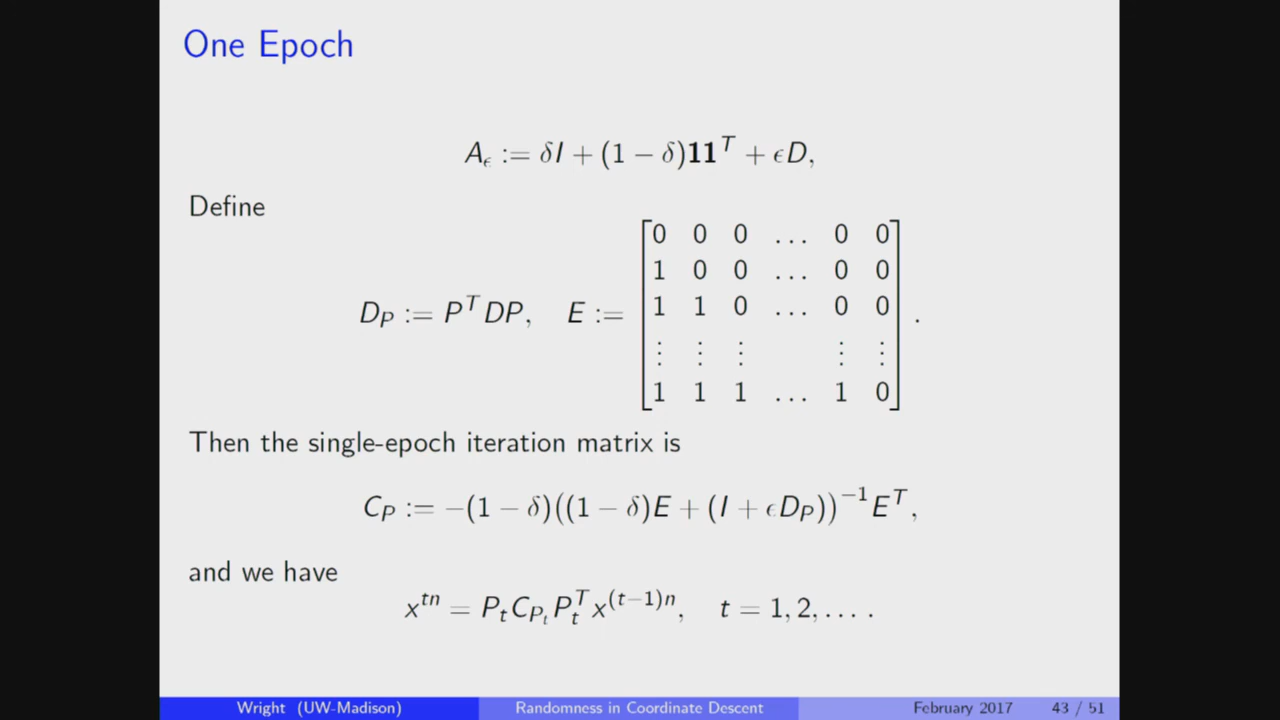 One Epoch
A_ϵ := δI + (1 − δ)𝟏𝟏^T + ϵD,
Define
D_P := P^T DP, E := [0 0 0 … 0 0
1 0 0 … 0 0
1 1 0 … 0 0
⋮ ⋮ ⋮ ⋮ ⋮
1 1 1 … 1 0] .
Then the single-epoch iteration matrix is
C_P := −(1 − δ)((1 − δ)E + (I + ϵD_P))^{−1} E^T,
and we have
x^{tn} = P_t C_{P_t} P_t^T x^{(t−1)n}, t = 1, 2, … .
Wright (UW-Madison) Randomness in Coordinate Descent February 2017 43 / 51